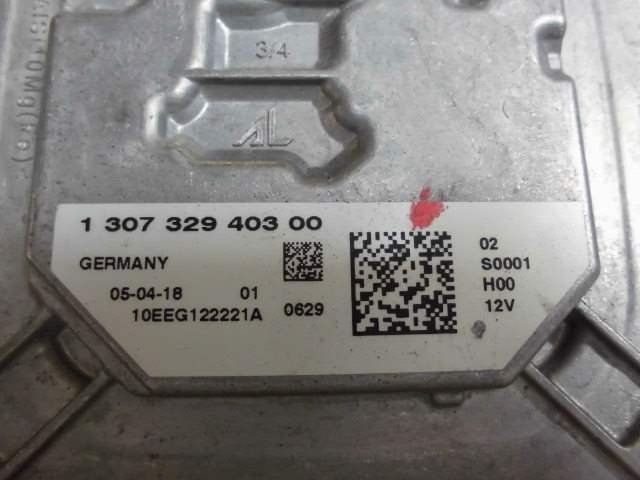 3/4
AL
1 307 329 403 00
GERMANY
05-04-18 01
10EEG122221A 0629
02
S0001
H00
12V